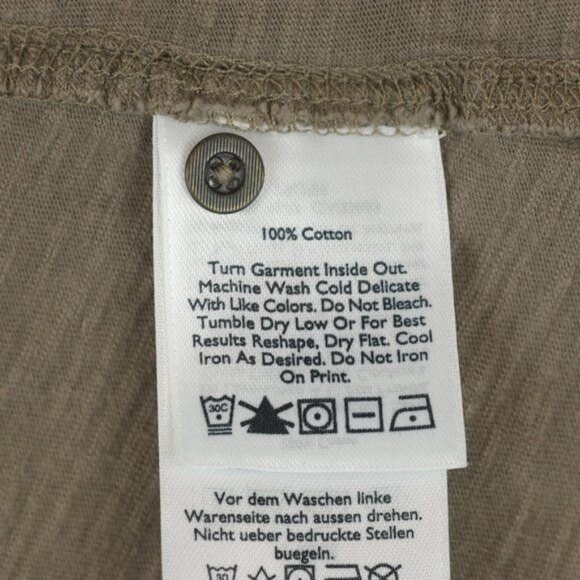 100% Cotton
Turn Garment Inside Out.
Machine Wash Cold Delicate
With Like Colors. Do Not Bleach.
Tumble Dry Low Or For Best
Results Reshape, Dry Flat. Cool
Iron As Desired. Do Not Iron
On Print.
30C
Vor dem Waschen linke
Warenseite nach aussen drehen.
Nicht ueber bedruckte Stellen
buegeln.
30